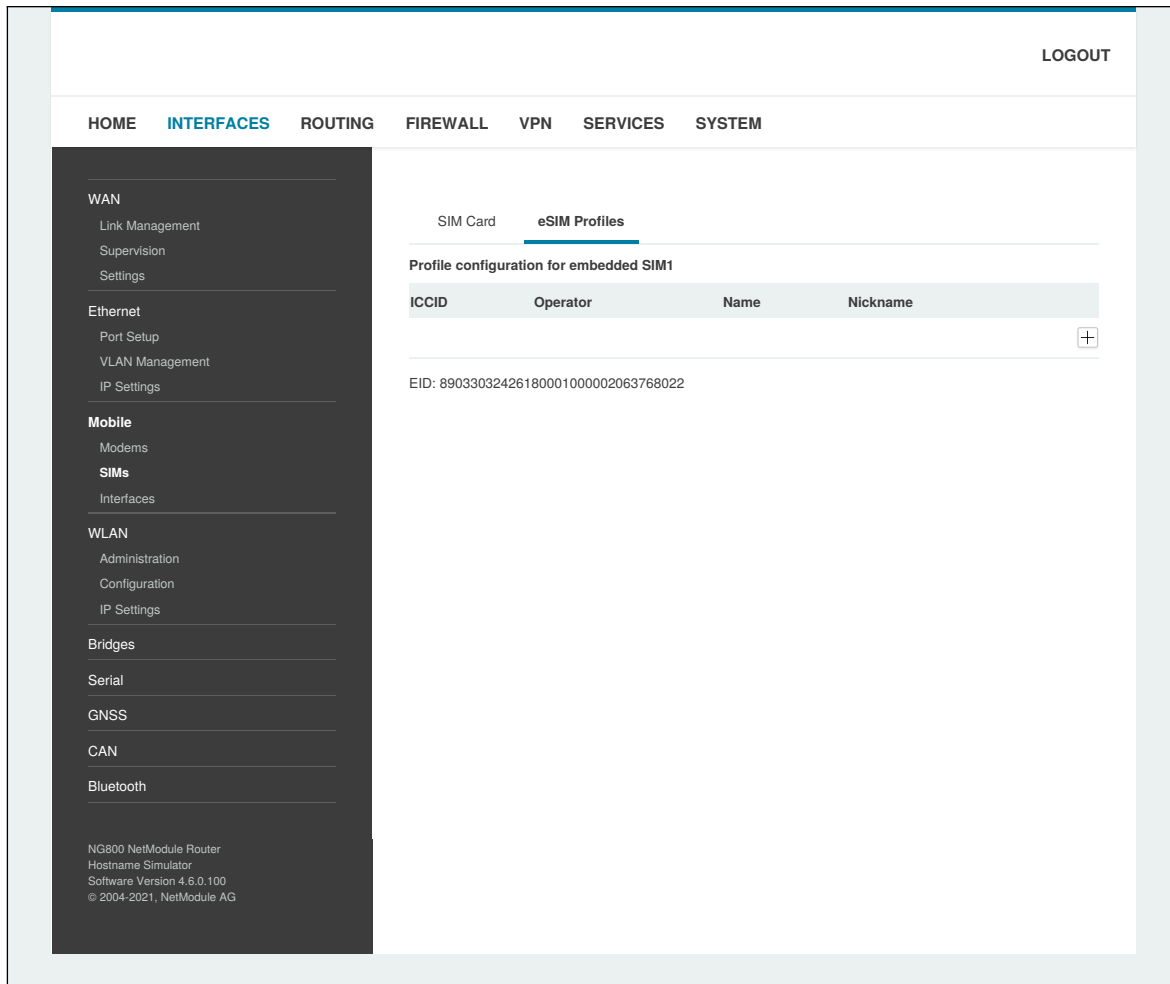 LOGOUT
HOME INTERFACES ROUTING FIREWALL VPN SERVICES SYSTEM
WAN
Link Management
Supervision
Settings
Ethernet
Port Setup
VLAN Management
IP Settings
Mobile
Modems
SIMs
Interfaces
WLAN
Administration
Configuration
IP Settings
Bridges
Serial
GNSS
CAN
Bluetooth
NG800 NetModule Router
Hostname Simulator
Software Version 4.6.0.100
© 2004-2021, NetModule AG
SIM Card eSIM Profiles
Profile configuration for embedded SIM1
ICCID Operator Name Nickname
EID: 89033032426180001000002063768022